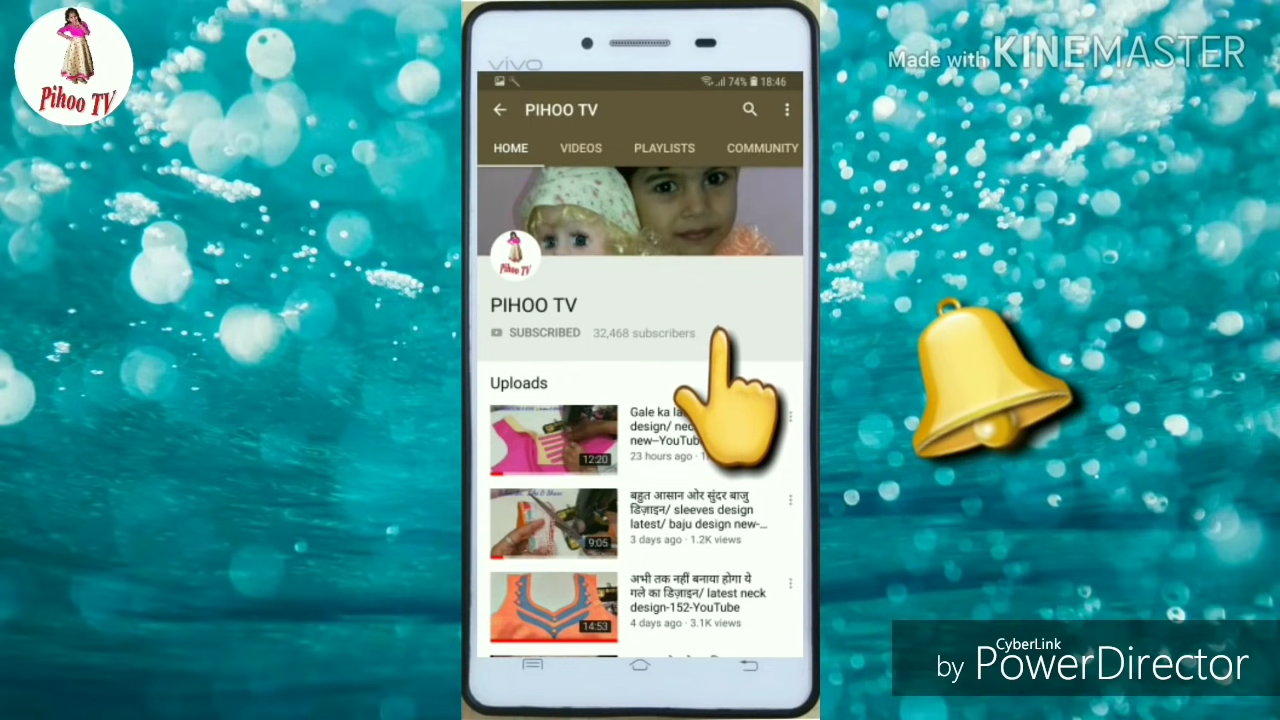 Pihoo TV
Made with KINEMASTER
vivo
74% 18:46
PIHOO TV
HOME VIDEOS PLAYLISTS COMMUNITY
Pihoo TV
PIHOO TV
SUBSCRIBED 32,468 subscribers
Uploads
Gale ka
design/
new--YouTub
23 hours ago
12:20
बहुत आसान ओर सुंदर बाजु
डिज़ाइन/ sleeves design
latest/ baju design new-...
3 days ago · 1.2K views
9:05
अभी तक नहीं बनाया होगा ये
गले का डिज़ाइन/ latest neck
design-152-YouTube
4 days ago · 3.1K views
14:53
CyberLink
by PowerDirector